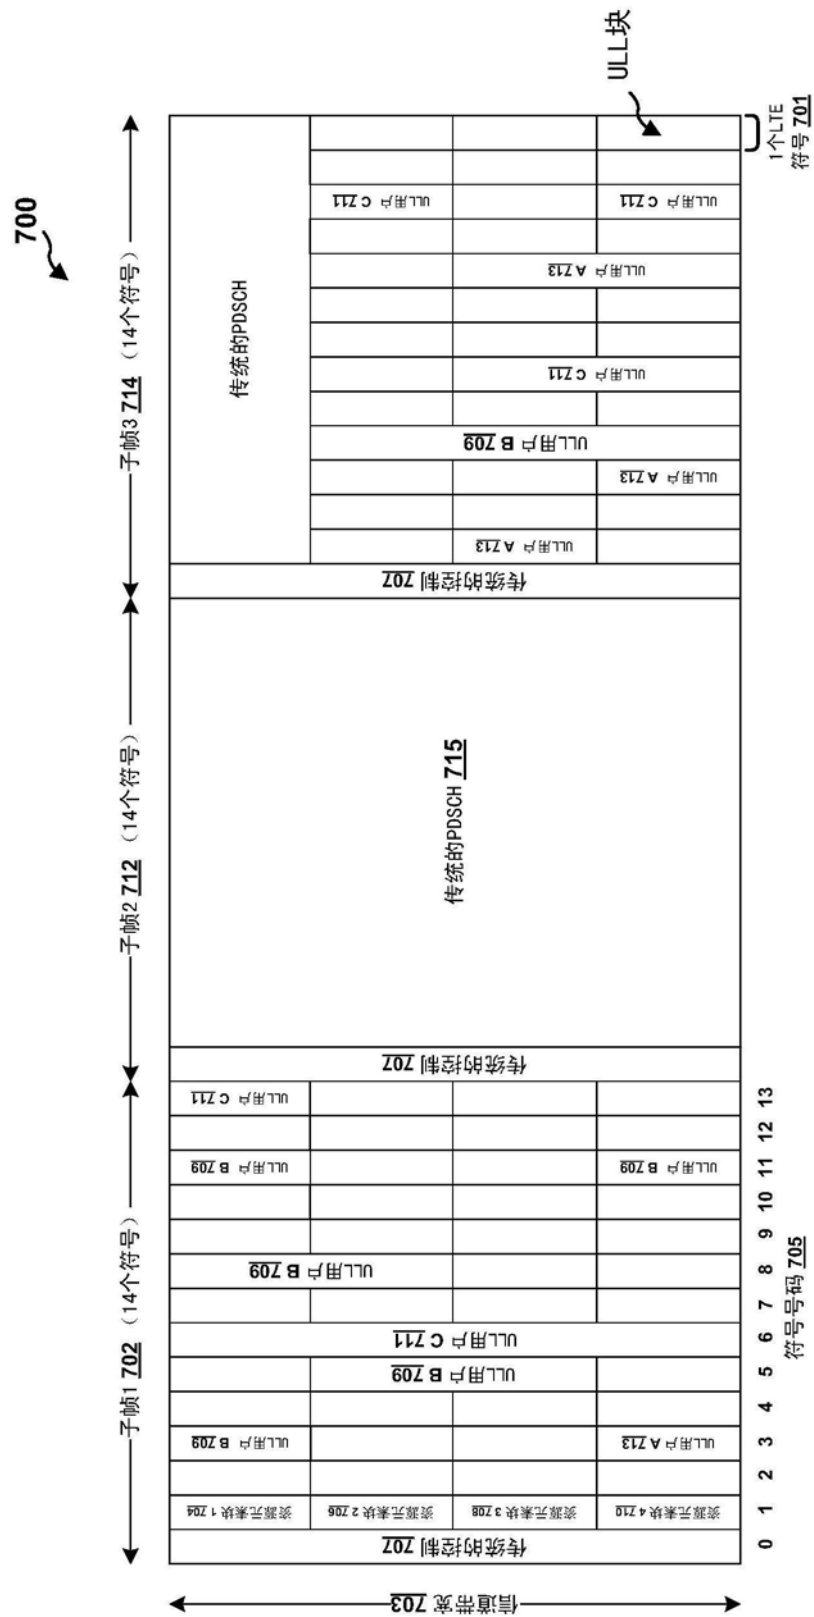 700
子帧1 702 (14个符号)
子帧2 712 (14个符号)
子帧3 714 (14个符号)
信道带宽 703
传统的控制 707
资源元素块 1 704
资源元素块 2 706
资源元素块 3 708
资源元素块 4 710
ULL用户 B 709
ULL用户 A 713
ULL用户 B 709
ULL用户 C 711
ULL用户 B 709
ULL用户 B 709
ULL用户 B 709
ULL用户 C 711
传统的控制 707
传统的PDSCH 715
传统的控制 707
传统的PDSCH
ULL用户 A 713
ULL用户 A 713
ULL用户 B 709
ULL用户 C 711
ULL用户 A 713
ULL用户 C 711
ULL用户 C 711
0 1 2 3 4 5 6 7 8 9 10 11 12 13
符号号码 705
1个LTE
符号 701
ULL块